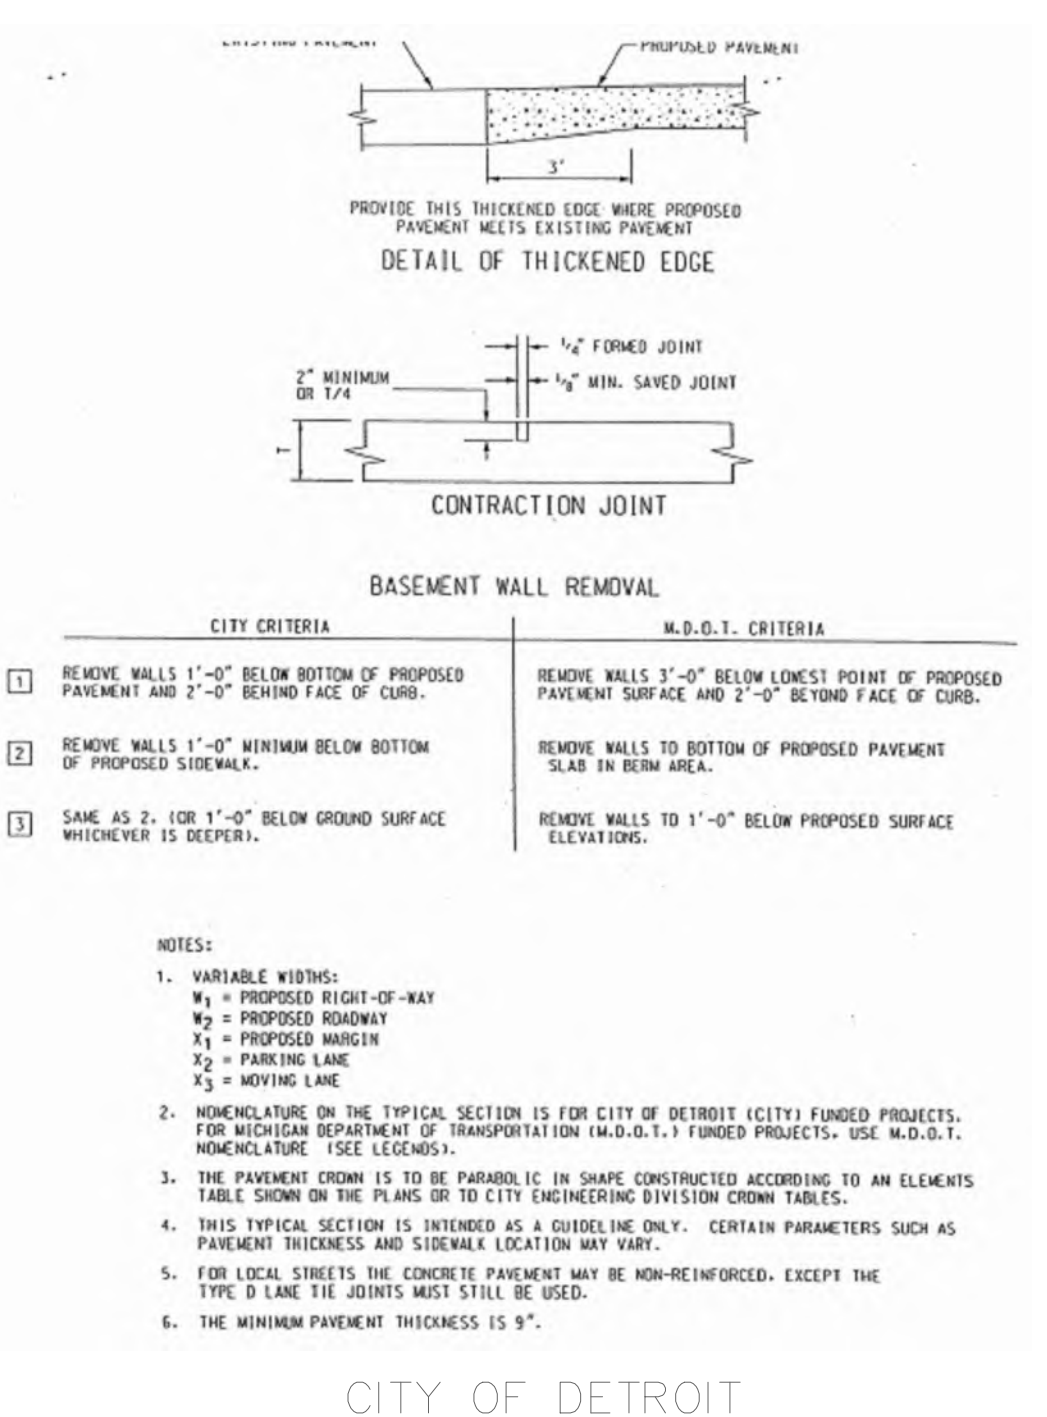 EXISTING PAVEMENT
PROPOSED PAVEMENT
3'
PROVIDE THIS THICKENED EDGE WHERE PROPOSED
PAVEMENT MEETS EXISTING PAVEMENT
DETAIL OF THICKENED EDGE
1/4" FORMED JOINT
2" MINIMUM
OR T/4
1/8" MIN. SAVED JOINT
T
CONTRACTION JOINT
BASEMENT WALL REMOVAL
CITY CRITERIA
M.D.O.T. CRITERIA
1
REMOVE WALLS 1'-0" BELOW BOTTOM OF PROPOSED
PAVEMENT AND 2'-0" BEHIND FACE OF CURB.
REMOVE WALLS 3'-0" BELOW LOWEST POINT OF PROPOSED
PAVEMENT SURFACE AND 2'-0" BEYOND FACE OF CURB.
2
REMOVE WALLS 1'-0" MINIMUM BELOW BOTTOM
OF PROPOSED SIDEWALK.
REMOVE WALLS TO BOTTOM OF PROPOSED PAVEMENT
SLAB IN BERM AREA.
3
SAME AS 2. (OR 1'-0" BELOW GROUND SURFACE
WHICHEVER IS DEEPER).
REMOVE WALLS TO 1'-0" BELOW PROPOSED SURFACE
ELEVATIONS.
NOTES:
1. VARIABLE WIDTHS:
W1 = PROPOSED RIGHT-OF-WAY
W2 = PROPOSED ROADWAY
X1 = PROPOSED MARGIN
X2 = PARKING LANE
X3 = MOVING LANE
2. NOMENCLATURE ON THE TYPICAL SECTION IS FOR CITY OF DETROIT (CITY) FUNDED PROJECTS.
FOR MICHIGAN DEPARTMENT OF TRANSPORTATION (M.D.O.T.) FUNDED PROJECTS. USE M.D.O.T.
NOMENCLATURE (SEE LEGENDS).
3. THE PAVEMENT CROWN IS TO BE PARABOLIC IN SHAPE CONSTRUCTED ACCORDING TO AN ELEMENTS
TABLE SHOWN ON THE PLANS OR TO CITY ENGINEERING DIVISION CROWN TABLES.
4. THIS TYPICAL SECTION IS INTENDED AS A GUIDELINE ONLY. CERTAIN PARAMETERS SUCH AS
PAVEMENT THICKNESS AND SIDEWALK LOCATION MAY VARY.
5. FOR LOCAL STREETS THE CONCRETE PAVEMENT MAY BE NON-REINFORCED. EXCEPT THE
TYPE D LANE TIE JOINTS MUST STILL BE USED.
6. THE MINIMUM PAVEMENT THICKNESS IS 9".
CITY OF DETROIT